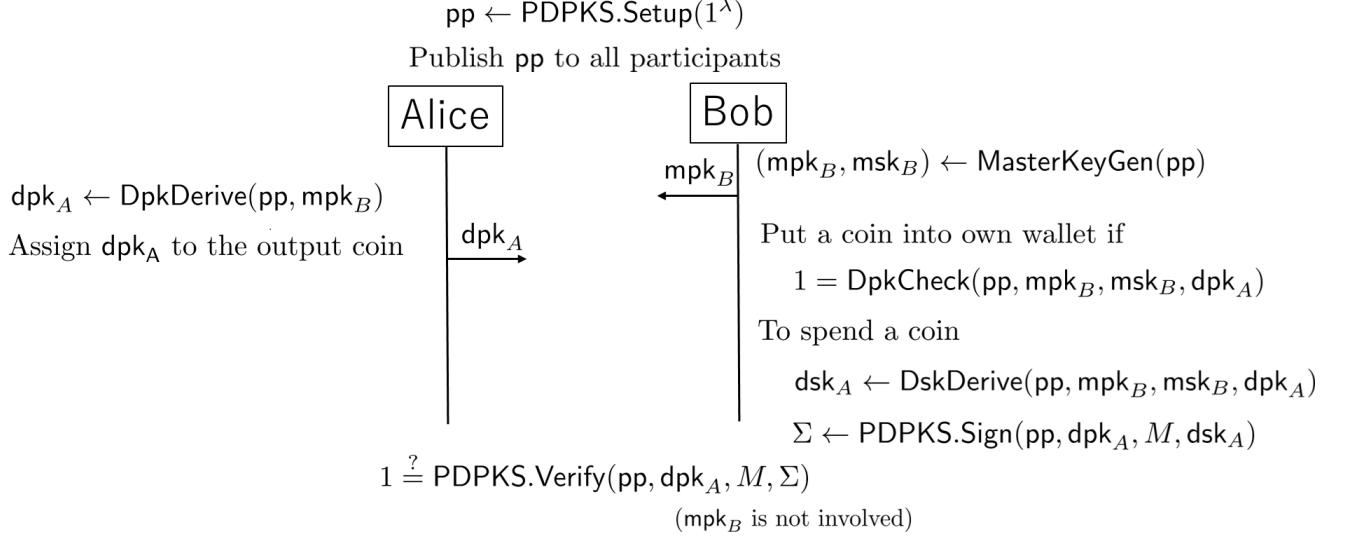 pp ← PDPKS.Setup(1^λ)
Publish pp to all participants
Alice
Bob
mpk_B
(mpk_B, msk_B) ← MasterKeyGen(pp)
dpk_A ← DpkDerive(pp, mpk_B)
Assign dpk_A to the output coin
dpk_A
Put a coin into own wallet if
1 = DpkCheck(pp, mpk_B, msk_B, dpk_A)
To spend a coin
dsk_A ← DskDerive(pp, mpk_B, msk_B, dpk_A)
Σ ← PDPKS.Sign(pp, dpk_A, M, dsk_A)
1 ≟ PDPKS.Verify(pp, dpk_A, M, Σ)
(mpk_B is not involved)